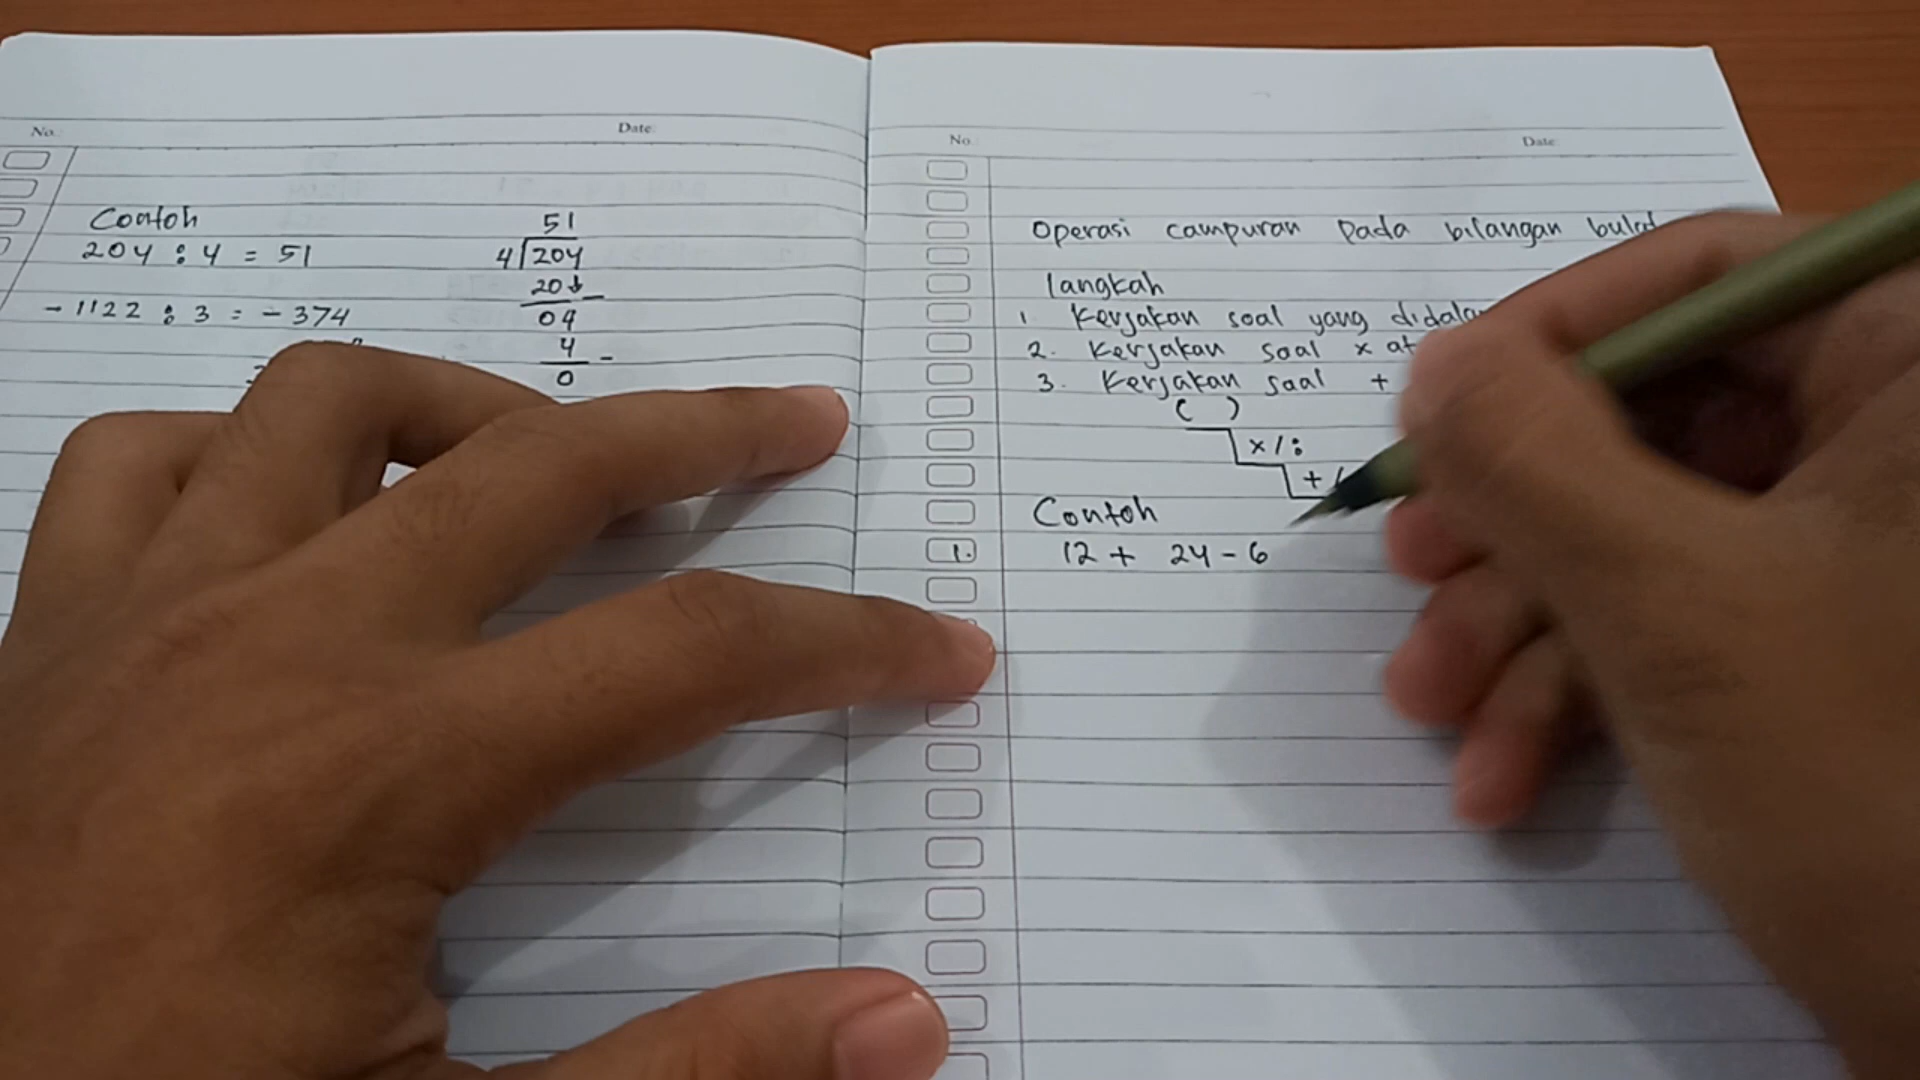 No.
Date:
Contoh
204 : 4 = 51
51
4 204
20
04
4 -
0
- 1122 : 3 = - 374
No
Date
Operasi campuran pada bilangan bulat
langkah
1 Kerjakan soal yang
2. Kerjakan soal x
3. Kerjakan soal +
( )
x / :
+ /
Contoh
1. 12 + 24 - 6